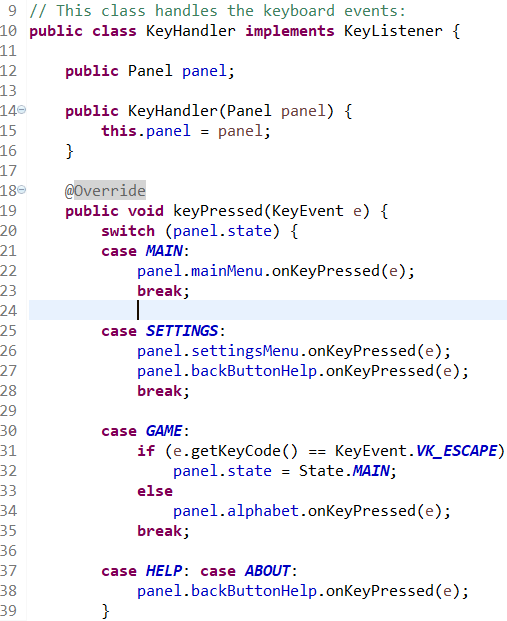 9 // This class handles the keyboard events:
10 public class KeyHandler implements KeyListener {
11
12     public Panel panel;
13
14     public KeyHandler(Panel panel) {
15         this.panel = panel;
16     }
17
18     @Override
19     public void keyPressed(KeyEvent e) {
20         switch (panel.state) {
21         case MAIN:
22             panel.mainMenu.onKeyPressed(e);
23             break;
24
25         case SETTINGS:
26             panel.settingsMenu.onKeyPressed(e);
27             panel.backButtonHelp.onKeyPressed(e);
28             break;
29
30         case GAME:
31             if (e.getKeyCode() == KeyEvent.VK_ESCAPE)
32                 panel.state = State.MAIN;
33             else
34                 panel.alphabet.onKeyPressed(e);
35             break;
36
37         case HELP: case ABOUT:
38             panel.backButtonHelp.onKeyPressed(e);
39         }